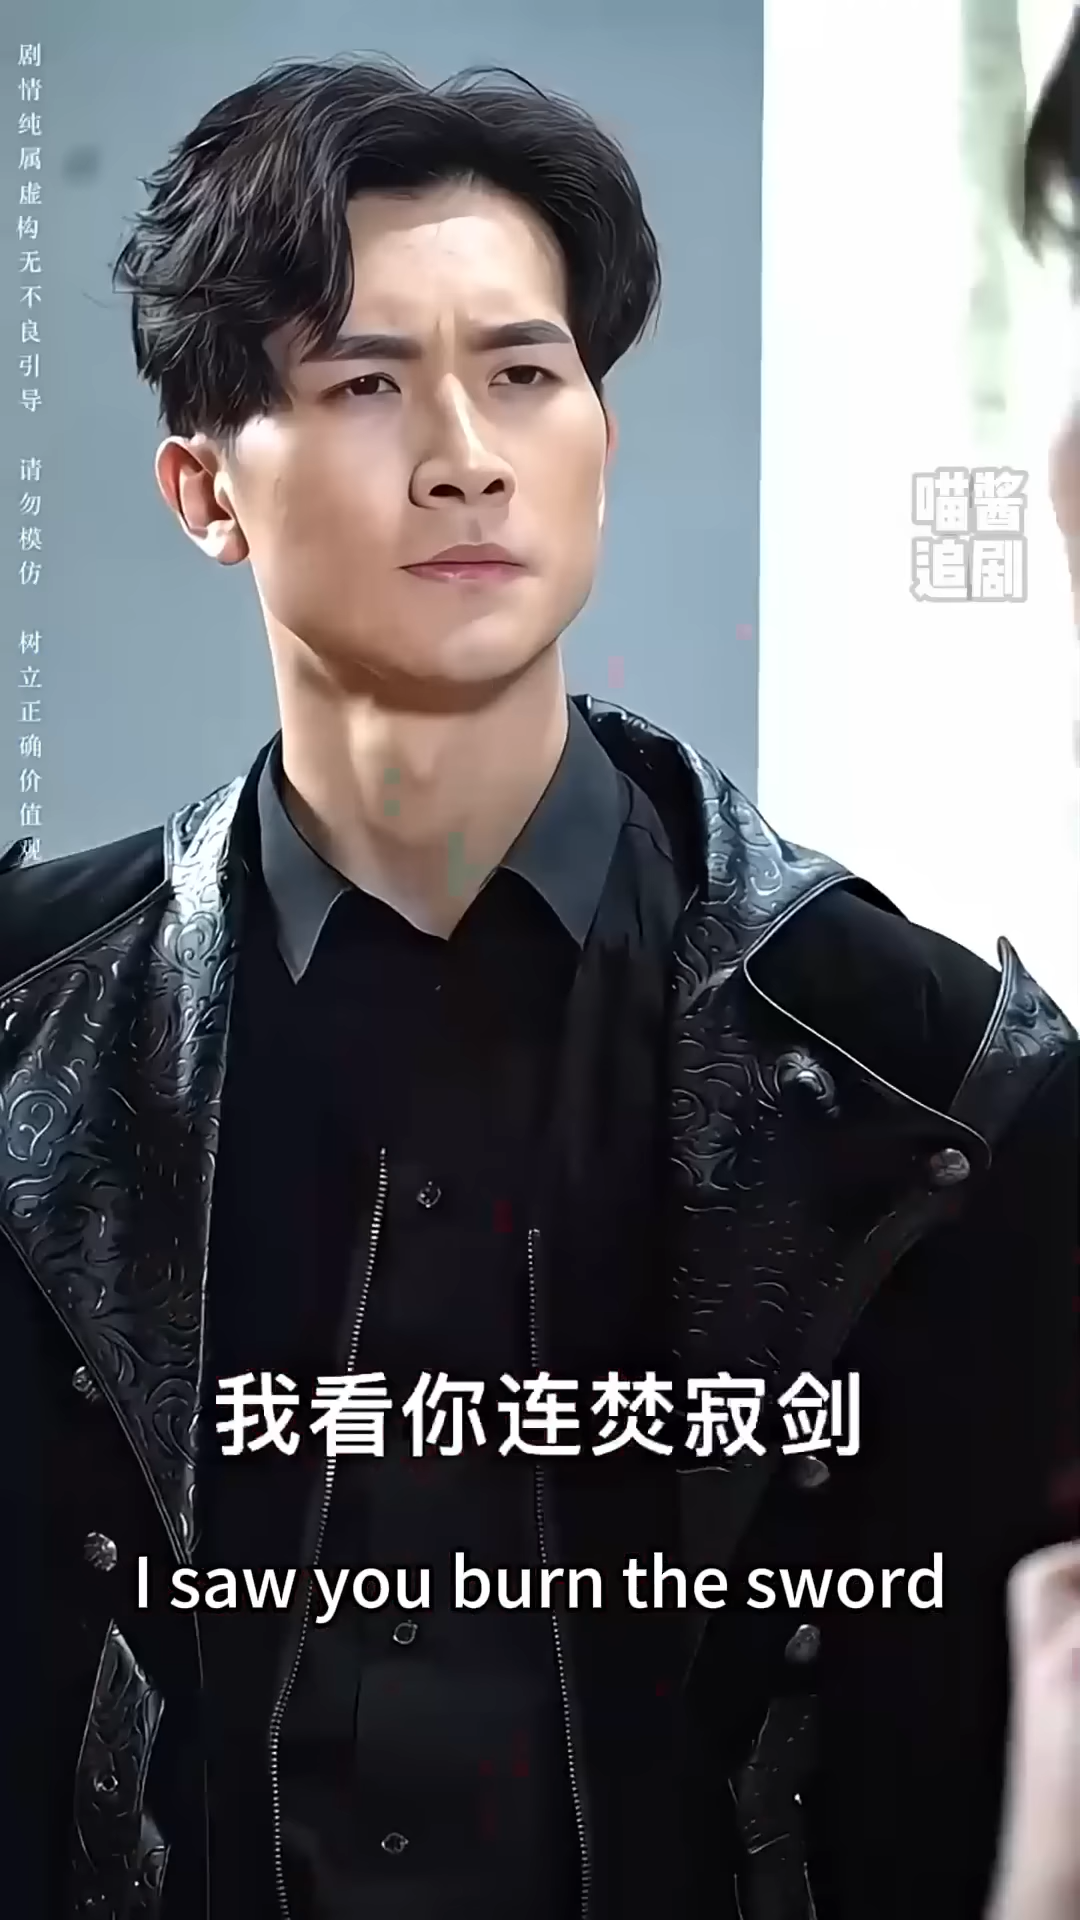 剧情纯属虚构无不良引导 请勿模仿 树立正确价值观
喵酱
追剧
我看你连焚寂剑
I saw you burn the sword